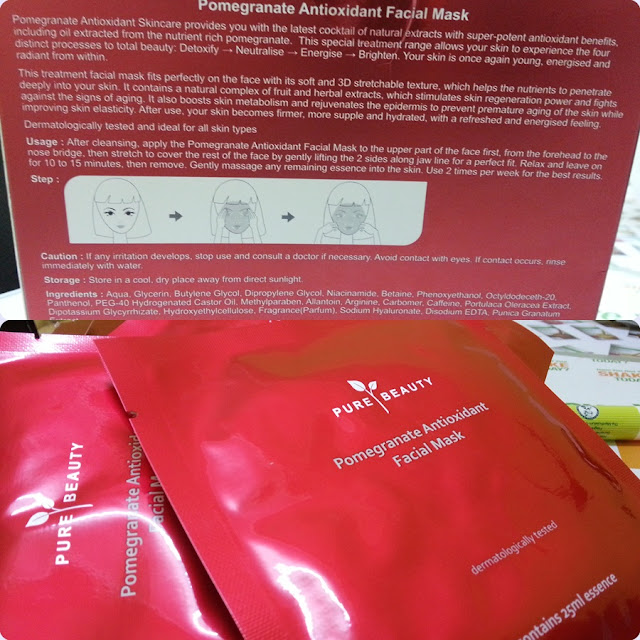 Pomegranate Antioxidant Facial Mask
Pomegranate Antioxidant Skincare provides you with the latest cocktail of natural extracts with super-potent antioxidant benefits,
including oil extracted from the nutrient rich pomegranate. This special treatment range allows your skin to experience the four
distinct processes to total beauty: Detoxify → Neutralise → Energise → Brighten. Your skin is once again young, energised and
radiant from within.
This treatment facial mask fits perfectly on the face with its soft and 3D stretchable texture, which helps the nutrients to penetrate
deeply into your skin. It contains a natural complex of fruit and herbal extracts, which stimulates skin regeneration power and fights
against the signs of aging. It also boosts skin metabolism and rejuvenates the epidermis to prevent premature aging of the skin while
improving skin elasticity. After use, your skin becomes firmer, more supple and hydrated, with a refreshed and energised feeling.
Dermatologically tested and ideal for all skin types
Usage : After cleansing, apply the Pomegranate Antioxidant Facial Mask to the upper part of the face first, from the forehead to the
nose bridge, then stretch to cover the rest of the face by gently lifting the 2 sides along jaw line for a perfect fit. Relax and leave on
for 10 to 15 minutes, then remove. Gently massage any remaining essence into the skin. Use 2 times per week for the best results.
Step :
Caution : If any irritation develops, stop use and consult a doctor if necessary. Avoid contact with eyes. If contact occurs, rinse
immediately with water.
Storage : Store in a cool, dry place away from direct sunlight.
Ingredients : Aqua, Glycerin, Butylene Glycol, Dipropylene Glycol, Niacinamide, Betaine, Phenoxyethanol, Octyldodeceth-20,
Panthenol, PEG-40 Hydrogenated Castor Oil, Methylparaben, Allantoin, Arginine, Carbomer, Caffeine, Portulaca Oleracea Extract,
Dipotassium Glycyrrhizate, Hydroxyethylcellulose, Fragrance(Parfum), Sodium Hyaluronate, Disodium EDTA, Punica Granatum
PURE BEAUTY
Pomegranate Antioxidant
Facial Mask
dermatologically tested
contains 25ml essence
PURE BEAUTY
Pomegranate Antioxida
Facial M
SHAKE